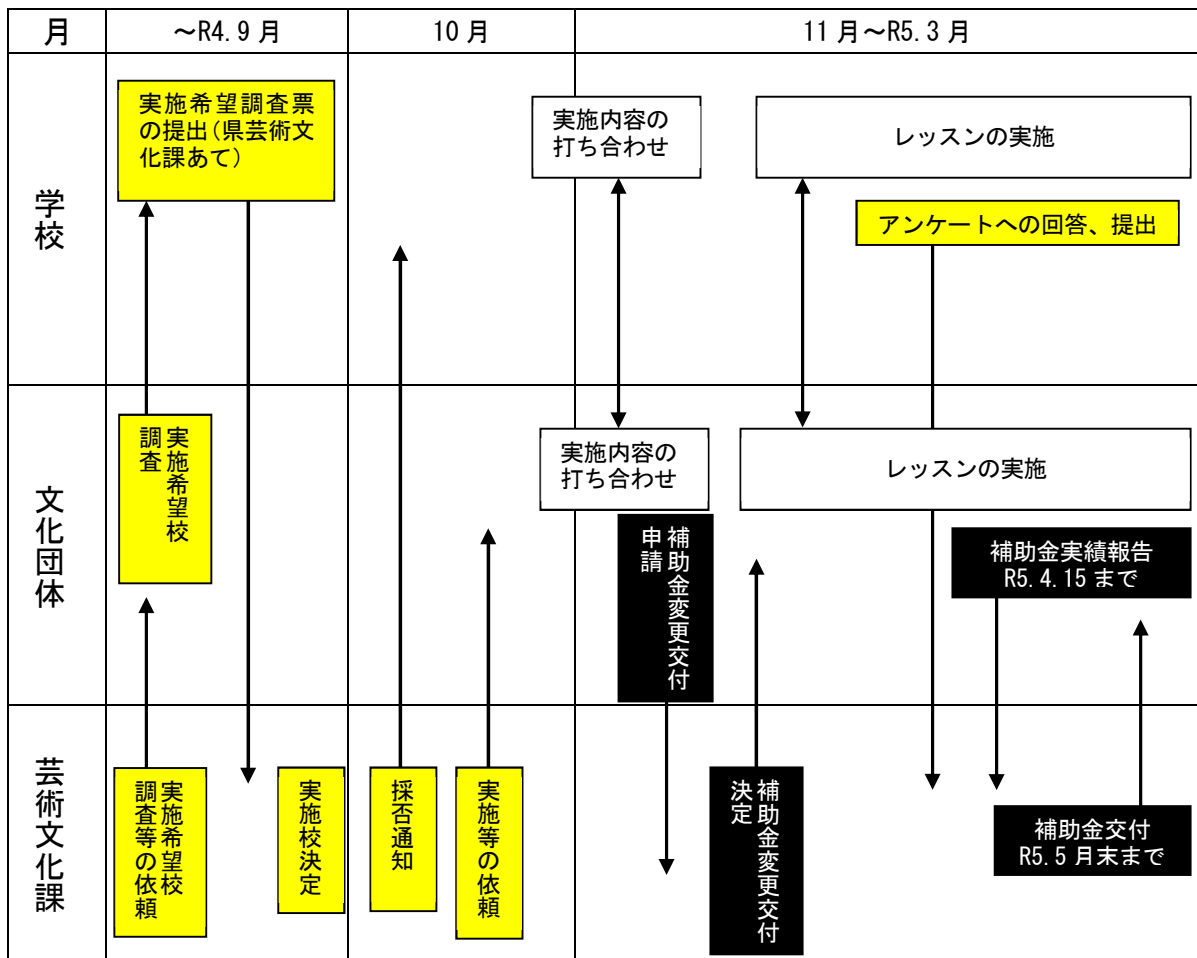 月
～R4.9月
10月
11月～R5.3月
学校
実施希望調査票
の提出(県芸術文
化課あて)
実施内容の
打ち合わせ
レッスンの実施
アンケートへの回答、提出
文化団体
実施希望校
調査
実施内容の
打ち合わせ
レッスンの実施
補助金変更交付
申請
補助金実績報告
R5.4.15まで
芸術文化課
実施希望校
調査等の依頼
実施校決定
採否通知
実施等の依頼
補助金変更交付
決定
補助金交付
R5.5月末まで